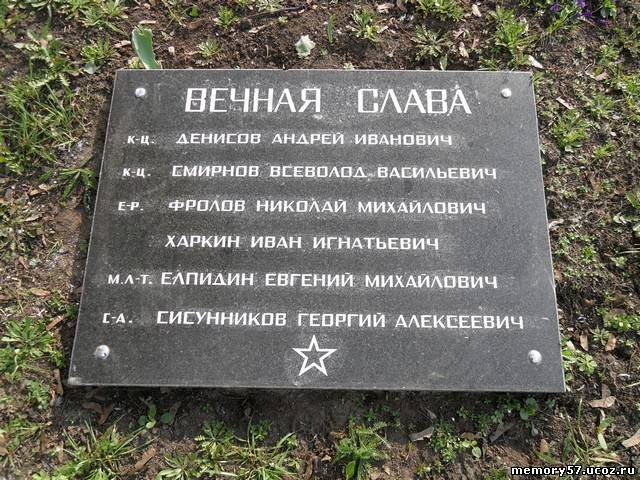 ВЕЧНАЯ СЛАВА
К-Ц. ДЕНИСОВ АНДРЕЙ ИВАНОВИЧ
К-Ц. СМИРНОВ ВСЕВОЛОД ВАСИЛЬЕВИЧ
Е-Р. ФРОЛОВ НИКОЛАЙ МИХАЙЛОВИЧ
ХАРКИН ИВАН ИГНАТЬЕВИЧ
М.Л-Т. ЕЛПИДИН ЕВГЕНИЙ МИХАЙЛОВИЧ
С-А. СИСУННИКОВ ГЕОРГИЙ АЛЕКСЕЕВИЧ
memory57.ucoz.ru